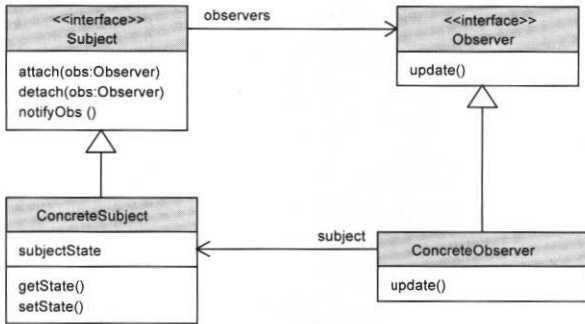 <<interface>>
Subject
attach(obs:Observer)
detach(obs:Observer)
notifyObs ()
observers
<<interface>>
Observer
update()
ConcreteSubject
subjectState
getState()
setState()
subject
ConcreteObserver
update()